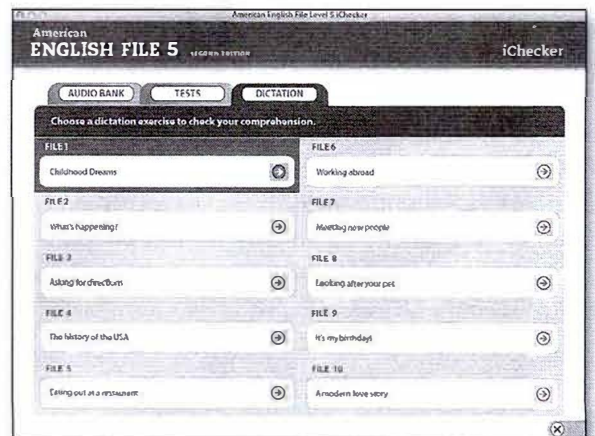 American English File Level 5 iChecker
American
ENGLISH FILE 5 SECOND EDITION
iChecker
AUDIO BANK
TESTS
DICTATION
Choose a dictation exercise to check your comprehension.
FILE 1
Childhood Dreams
FILE 2
What's happening?
FILE 3
Asking for directions
FILE 4
The history of the USA
FILE 5
Eating out at a restaurant
FILE 6
Working abroad
FILE 7
Meeting new people
FILE 8
Looking after your pet
FILE 9
It's my birthday!
FILE 10
A modern love story